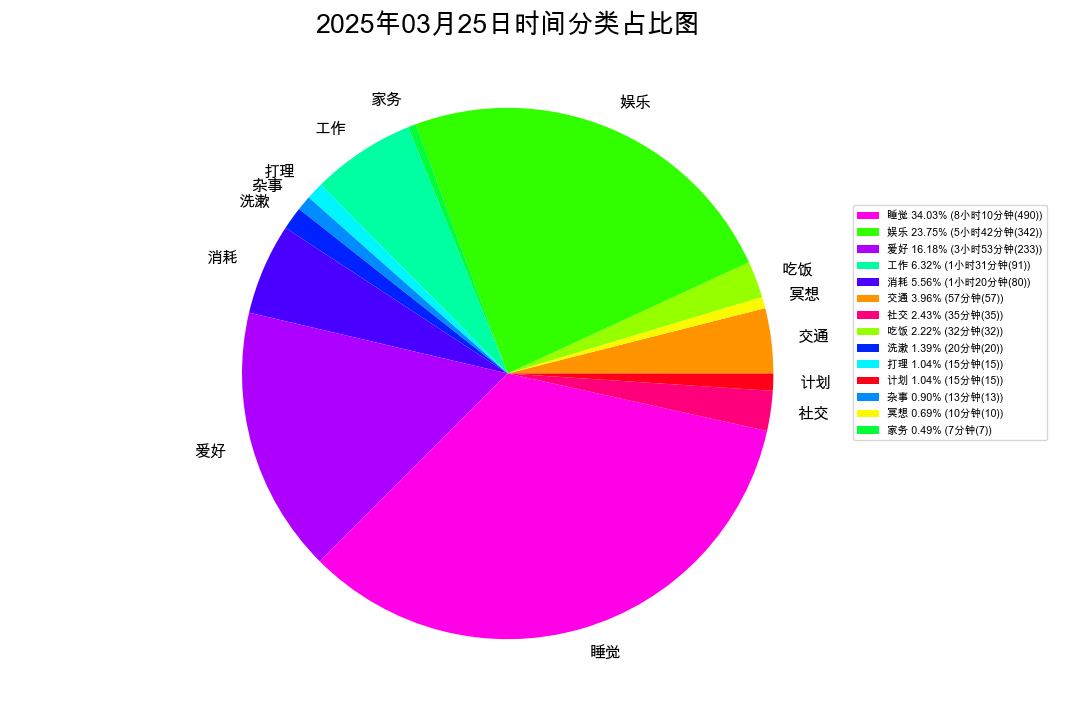 2025年03月25日时间分类占比图
家务
娱乐
工作
打理
杂事
洗漱
消耗
吃饭
冥想
交通
计划
社交
爱好
睡觉
睡觉 34.03% (8小时10分钟(490))
娱乐 23.75% (5小时42分钟(342))
爱好 16.18% (3小时53分钟(233))
工作 6.32% (1小时31分钟(91))
消耗 5.56% (1小时20分钟(80))
交通 3.96% (57分钟(57))
社交 2.43% (35分钟(35))
吃饭 2.22% (32分钟(32))
洗漱 1.39% (20分钟(20))
打理 1.04% (15分钟(15))
计划 1.04% (15分钟(15))
杂事 0.90% (13分钟(13))
冥想 0.69% (10分钟(10))
家务 0.49% (7分钟(7))